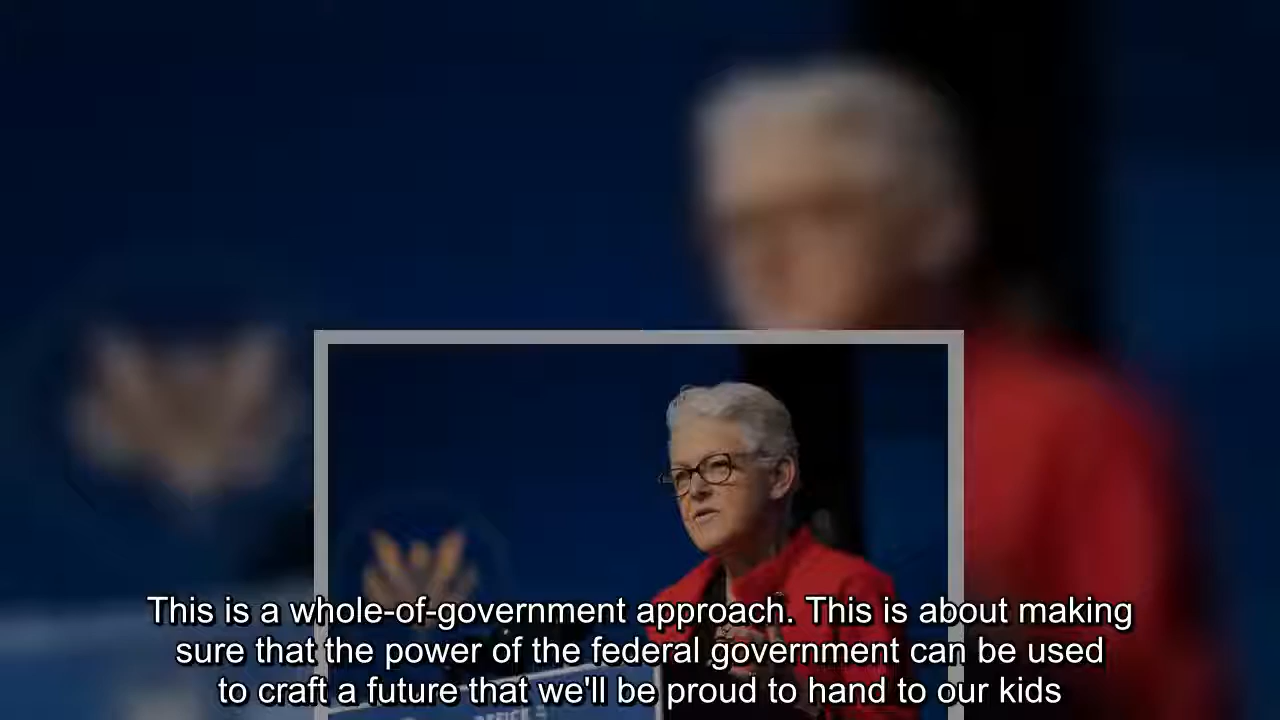 This is a whole-of-government approach. This is about making
sure that the power of the federal government can be used
to craft a future that we'll be proud to hand to our kids